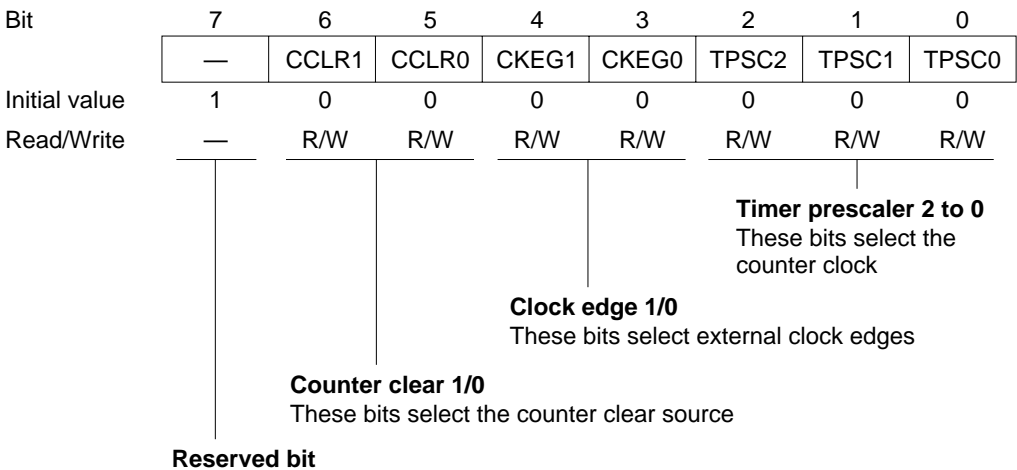 Bit 7 6 5 4 3 2 1 0
— CCLR1 CCLR0 CKEG1 CKEG0 TPSC2 TPSC1 TPSC0
Initial value 1 0 0 0 0 0 0 0
Read/Write — R/W R/W R/W R/W R/W R/W R/W
Timer prescaler 2 to 0
These bits select the
counter clock
Clock edge 1/0
These bits select external clock edges
Counter clear 1/0
These bits select the counter clear source
Reserved bit